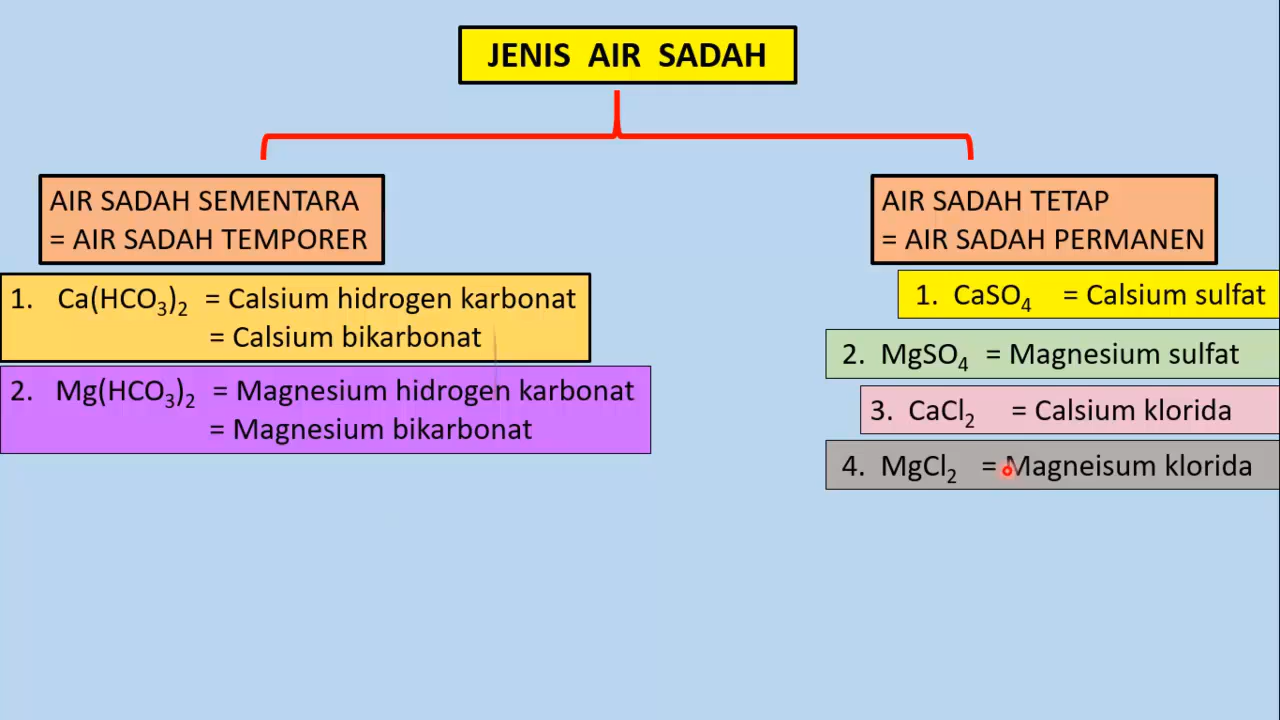 JENIS AIR SADAH
AIR SADAH SEMENTARA
= AIR SADAH TEMPORER
1. Ca(HCO₃)₂ = Calsium hidrogen karbonat
= Calsium bikarbonat
2. Mg(HCO₃)₂ = Magnesium hidrogen karbonat
= Magnesium bikarbonat
AIR SADAH TETAP
= AIR SADAH PERMANEN
1. CaSO₄ = Calsium sulfat
2. MgSO₄ = Magnesium sulfat
3. CaCl₂ = Calsium klorida
4. MgCl₂ = Magneisum klorida